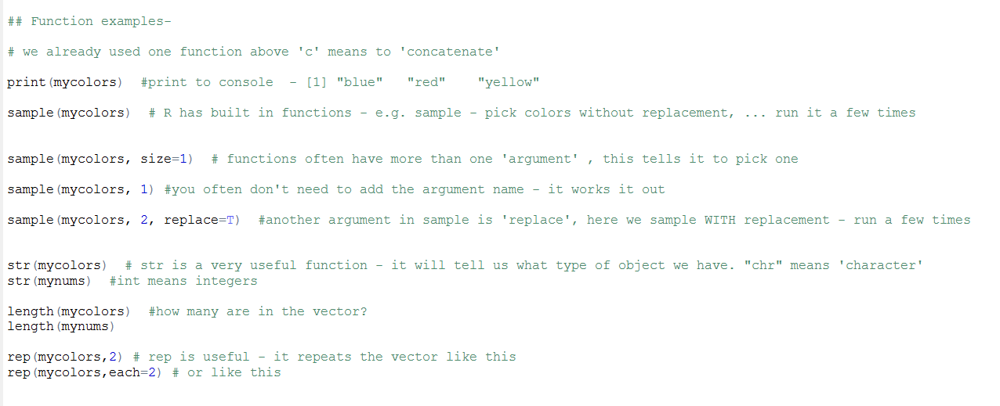 ## Function examples-
# we already used one function above 'c' means to 'concatenate'
print(mycolors)  #print to console  - [1] "blue"   "red"    "yellow"
sample(mycolors)  # R has built in functions - e.g. sample - pick colors without replacement, ... run it a few times
sample(mycolors, size=1)  # functions often have more than one 'argument' , this tells it to pick one
sample(mycolors, 1) #you often don't need to add the argument name - it works it out
sample(mycolors, 2, replace=T)  #another argument in sample is 'replace', here we sample WITH replacement - run a few times
str(mycolors)  # str is a very useful function - it will tell us what type of object we have. "chr" means 'character'
str(mynums)  #int means integers
length(mycolors)  #how many are in the vector?
length(mynums)
rep(mycolors,2) # rep is useful - it repeats the vector like this
rep(mycolors,each=2) # or like this